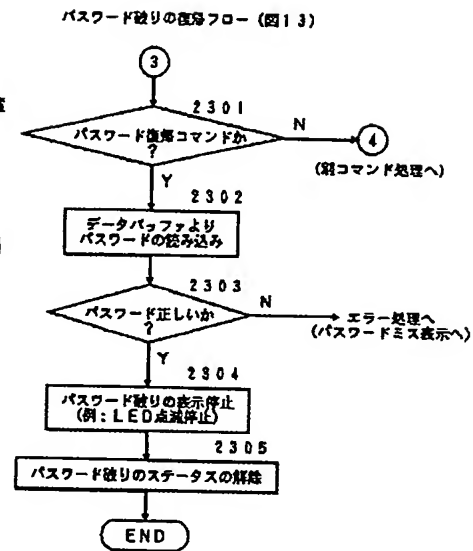 パスワード破りの復帰フロー (図13)
3
2301
パスワード復帰コマンドか
?
N
4
(別コマンド処理へ)
Y
2302
データバッファより
パスワードの読み込み
2303
パスワード正しいか
?
N
エラー処理へ
(パスワードミス表示へ)
Y
2304
パスワード破りの表示停止
(例:LED点滅停止)
2305
パスワード破りのステータスの解除
END